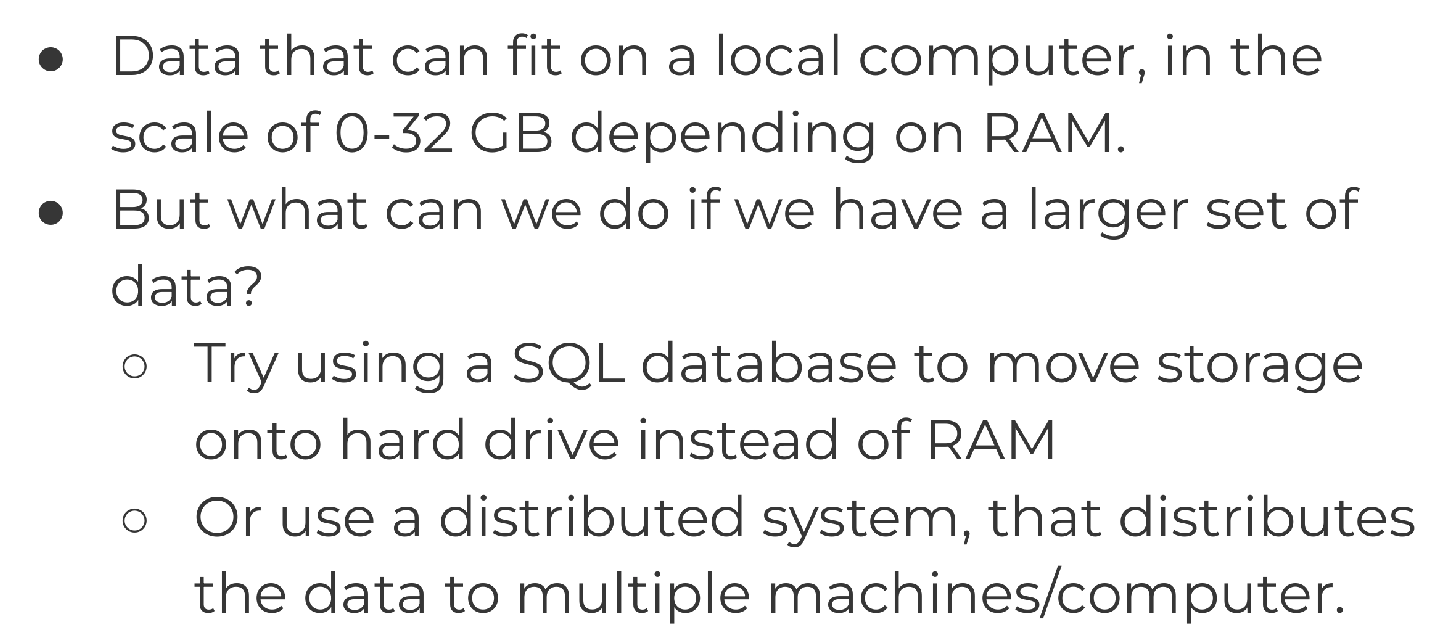 ● Data that can fit on a local computer, in the
scale of 0-32 GB depending on RAM.
● But what can we do if we have a larger set of
data?
○ Try using a SQL database to move storage
onto hard drive instead of RAM
○ Or use a distributed system, that distributes
the data to multiple machines/computer.